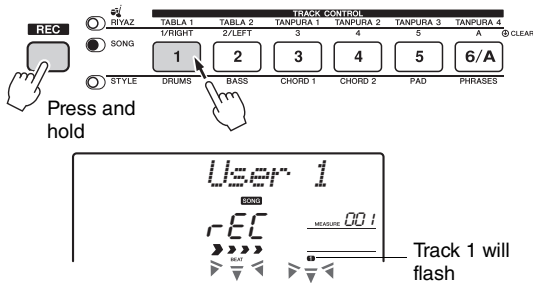 TRACK CONTROL
RIYAZ TABLA 1 TABLA 2 TANPURA 1 TANPURA 2 TANPURA 3 TANPURA 4
REC
1/RIGHT 2/LEFT 3 4 5 A CLEAR
SONG
1 2 3 4 5 6/A
STYLE DRUMS BASS CHORD 1 CHORD 2 PAD PHRASES
Press and
hold
User 1
SONG
rEC
MEASURE 001
BEAT
1
Track 1 will
flash